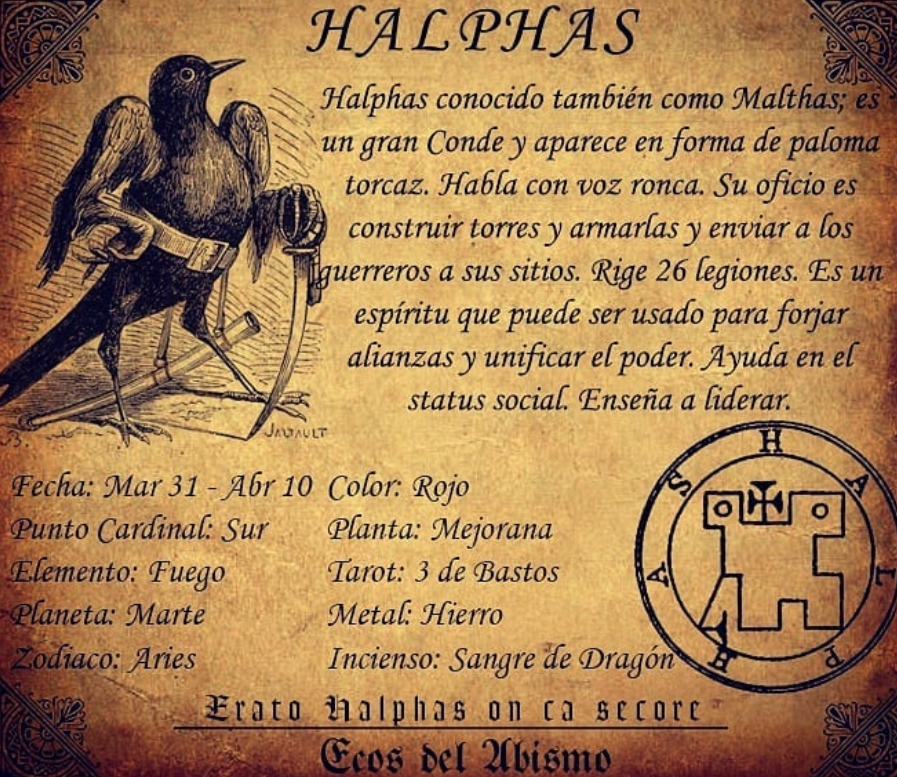 HALPHAS
Halphas conocido también como Malthas; es
un gran Conde y aparece en forma de paloma
torcaz. Habla con voz ronca. Su oficio es
construir torres y armarlas y enviar a los
guerreros a sus sitios. Rige 26 legiones. Es un
espíritu que puede ser usado para forjar
alianzas y unificar el poder. Ayuda en el
status social. Enseña a liderar.
Fecha: Mar 31 - Abr 10
Punto Cardinal: Sur
Elemento: Fuego
Planeta: Marte
Zodiaco: Aries
Color: Rojo
Planta: Mejorana
Tarot: 3 de Bastos
Metal: Hierro
Incienso: Sangre de Dragón
HALPHAS
Erato Halphas on ca secore
Ecos del Abismo